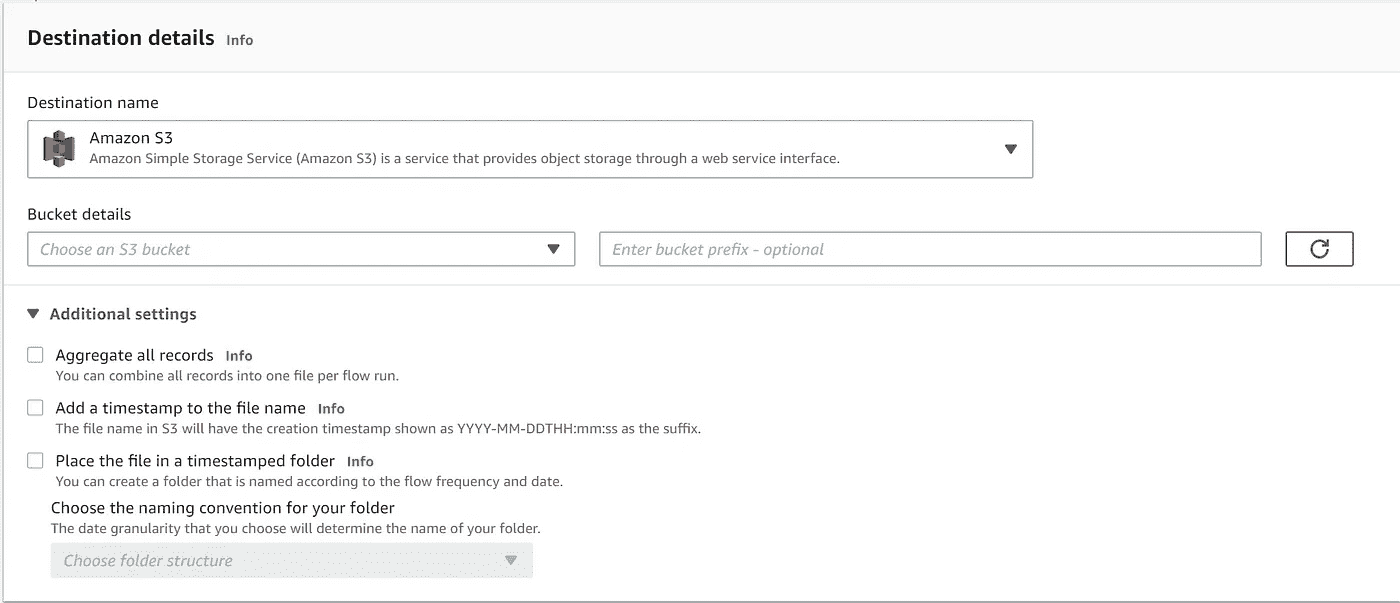 Destination details Info
Destination name
Amazon S3
Amazon Simple Storage Service (Amazon S3) is a service that provides object storage through a web service interface.
Bucket details
Choose an S3 bucket
Enter bucket prefix - optional
Additional settings
Aggregate all records Info
You can combine all records into one file per flow run.
Add a timestamp to the file name Info
The file name in S3 will have the creation timestamp shown as YYYY-MM-DDTHH:mm:ss as the suffix.
Place the file in a timestamped folder Info
You can create a folder that is named according to the flow frequency and date.
Choose the naming convention for your folder
The date granularity that you choose will determine the name of your folder.
Choose folder structure